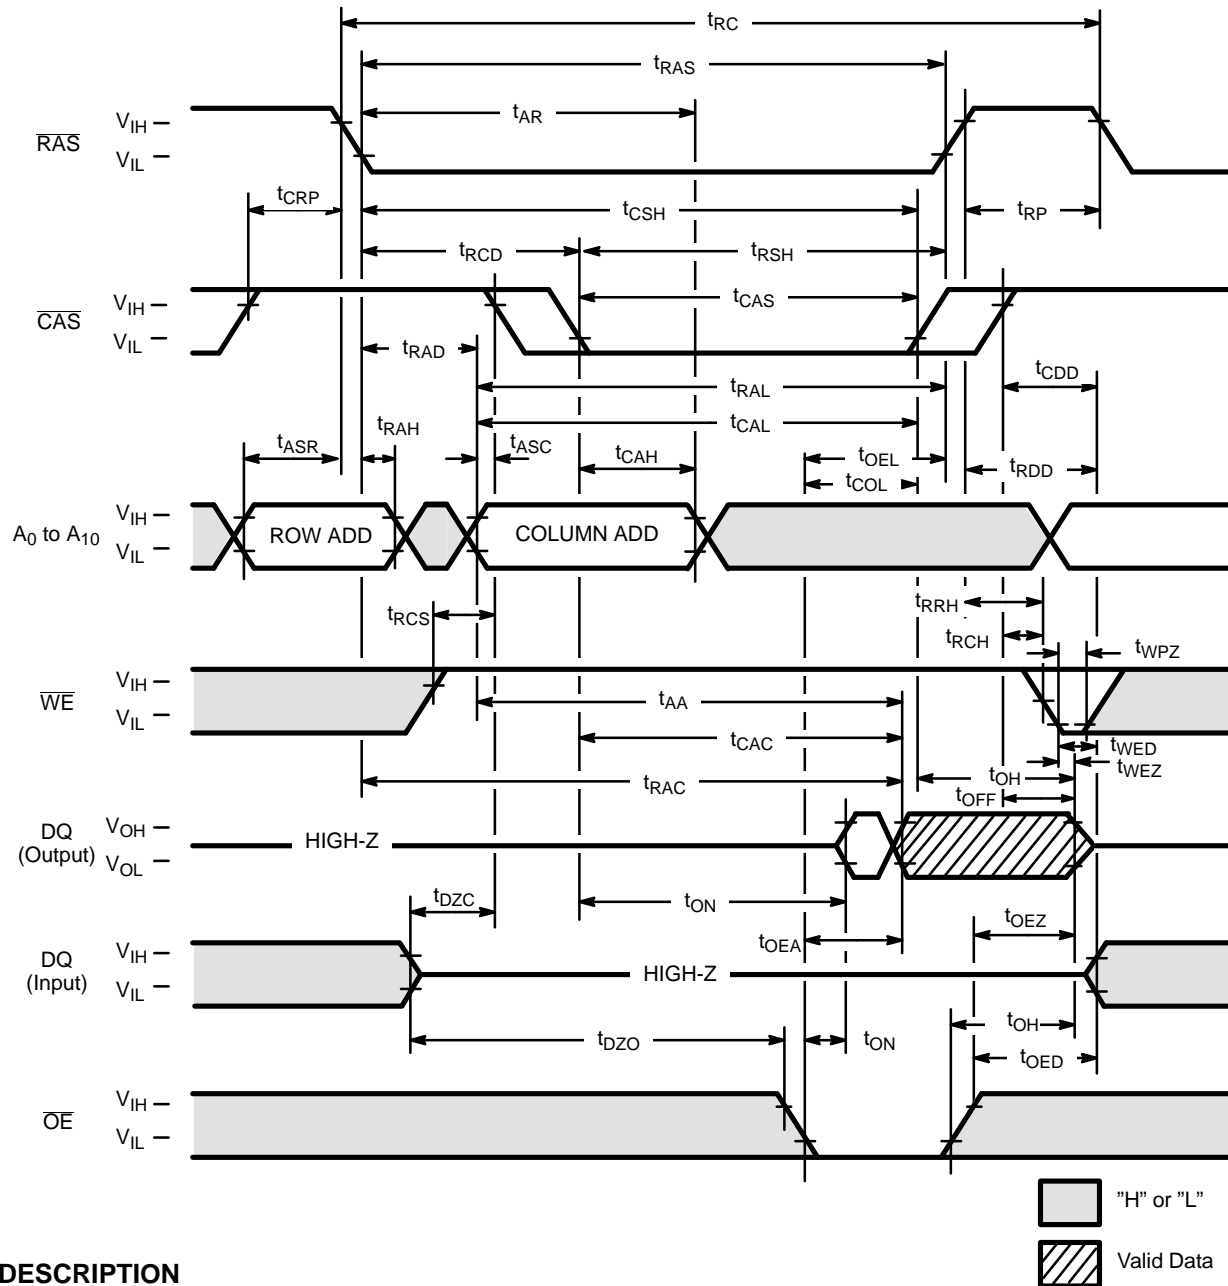 tRC
tRAS
tAR
RAS
VIH
VIL
tCRP
tCSH
tRP
tRCD
tRSH
CAS
VIH
VIL
tCAS
tRAD
tCDD
tRAL
tRAH
tCAL
tASR
tASC
tCAH
tOEL
tRDD
tCOL
A0 to A10
VIH
VIL
ROW ADD
COLUMN ADD
tRCS
tRRH
tRCH
tWPZ
WE
VIH
VIL
tAA
tCAC
tWED
tWEZ
tRAC
tOH
tOFF
DQ
(Output)
VOH
VOL
HIGH-Z
tDZC
tON
tOEA
tOEZ
DQ
(Input)
VIH
VIL
HIGH-Z
tDZO
tON
tOH
tOED
OE
VIH
VIL
"H" or "L"
Valid Data
DESCRIPTION